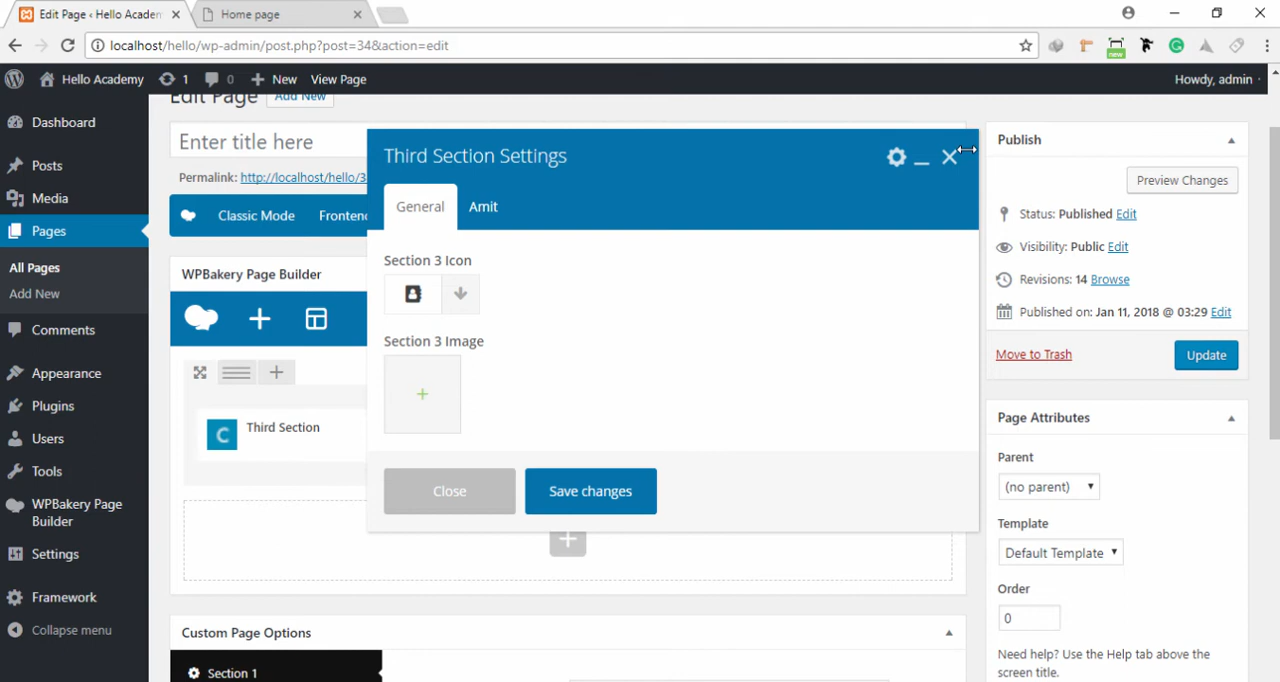 Edit Page ‹ Hello Academ
Home page
localhost/hello/wp-admin/post.php?post=34&action=edit
new
Hello Academy
1
0
New
View Page
Howdy, admin
Dashboard
Posts
Media
Pages
All Pages
Add New
Comments
Appearance
Plugins
Users
Tools
WPBakery Page
Builder
Settings
Framework
Collapse menu
Edit Page
Add New
Enter title here
Permalink: http://localhost/hello/3
Classic Mode
Frontend
WPBakery Page Builder
C
Third Section
Custom Page Options
Section 1
Third Section Settings
General
Amit
Section 3 Icon
Section 3 Image
Close
Save changes
Publish
Preview Changes
Status: Published Edit
Visibility: Public Edit
Revisions: 14 Browse
Published on: Jan 11, 2018 @ 03:29 Edit
Move to Trash
Update
Page Attributes
Parent
(no parent)
Template
Default Template
Order
0
Need help? Use the Help tab above the
screen title.